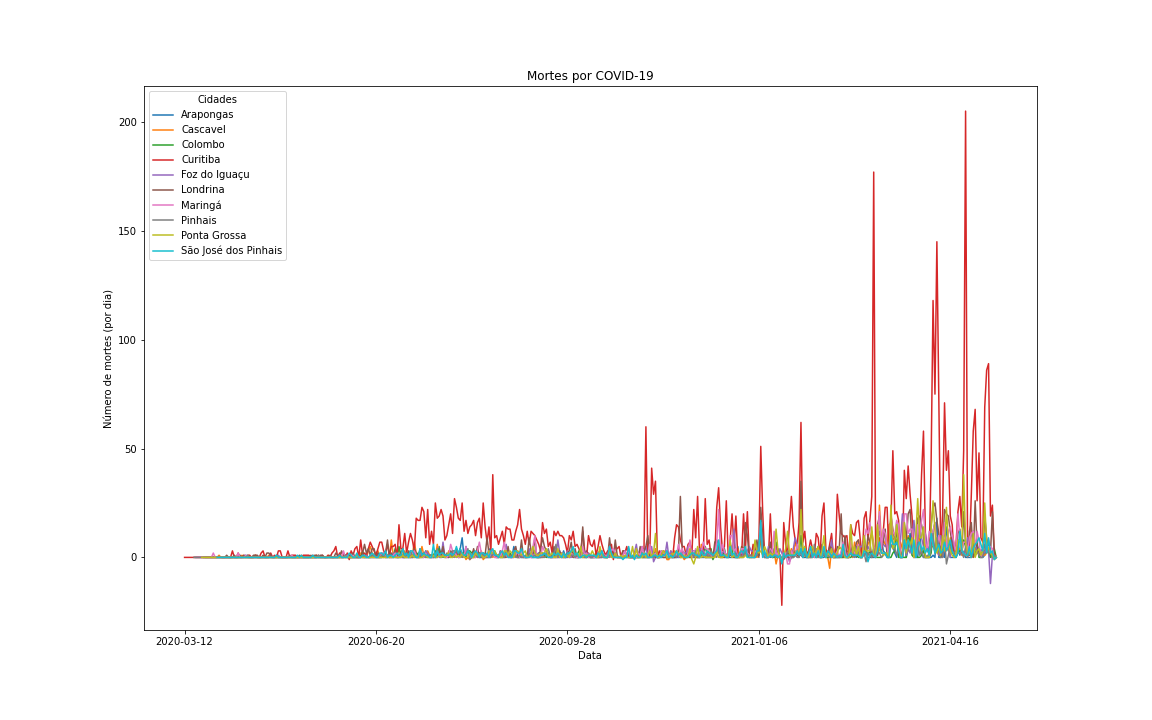 Mortes por COVID-19
Cidades
Arapongas
Cascavel
Colombo
Curitiba
Foz do Iguaçu
Londrina
Maringá
Pinhais
Ponta Grossa
São José dos Pinhais
200
150
100
50
0
Número de mortes (por dia)
2020-03-12 2020-06-20 2020-09-28 2021-01-06 2021-04-16
Data